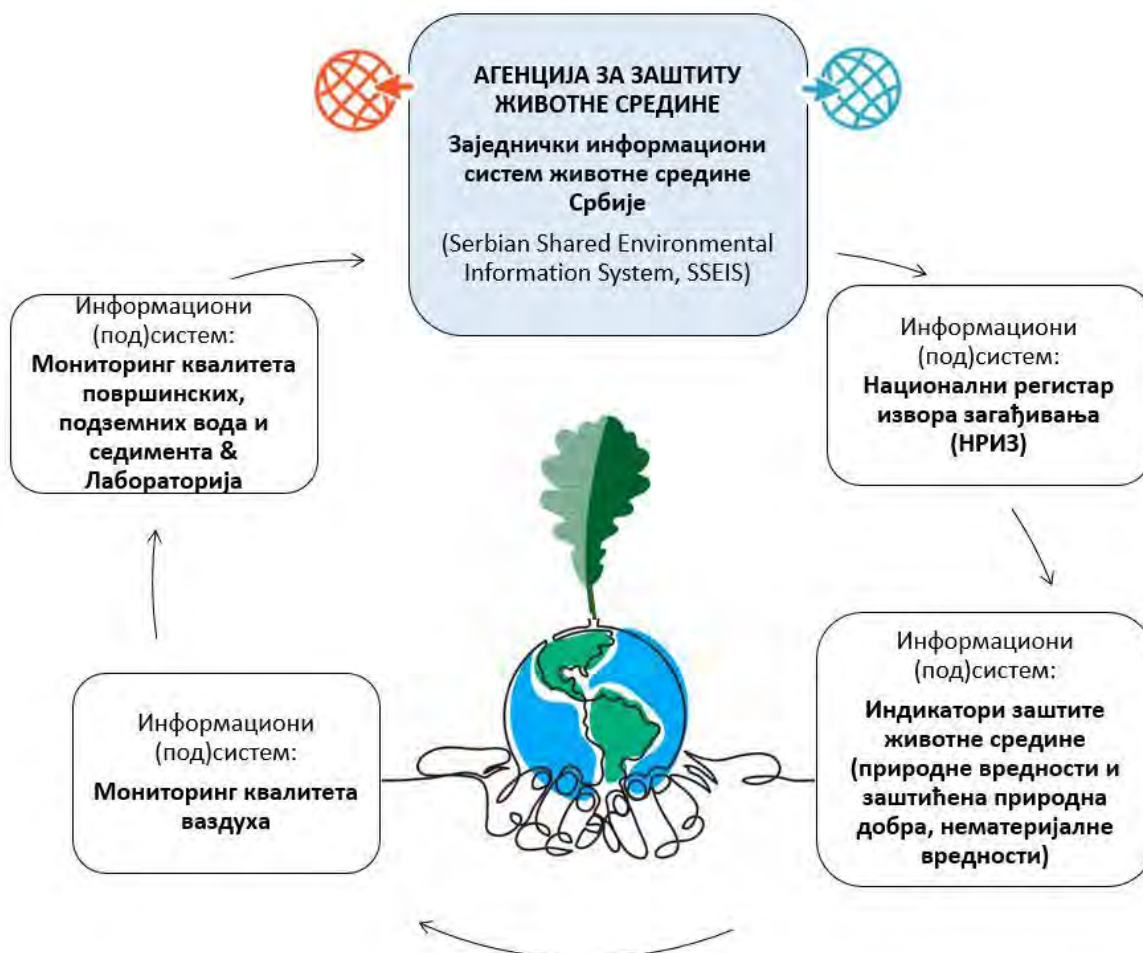 АГЕНЦИЈА ЗА ЗАШТИТУ
ЖИВОТНЕ СРЕДИНЕ
Заједнички информациони
систем животне средине
Србије
(Serbian Shared Environmental
Information System, SSEIS)
Информациони
(под)систем:
Национални регистар
извора загађивања
(НРИЗ)
Информациони
(под)систем:
Индикатори заштите
животне средине
(природне вредности и
заштићена природна
добра, нематеријалне
вредности)
Информациони
(под)систем:
Мониторинг квалитета
ваздуха
Информациони
(под)систем:
Мониторинг квалитета
површинских,
подземних вода и
седимента &
Лабораторија